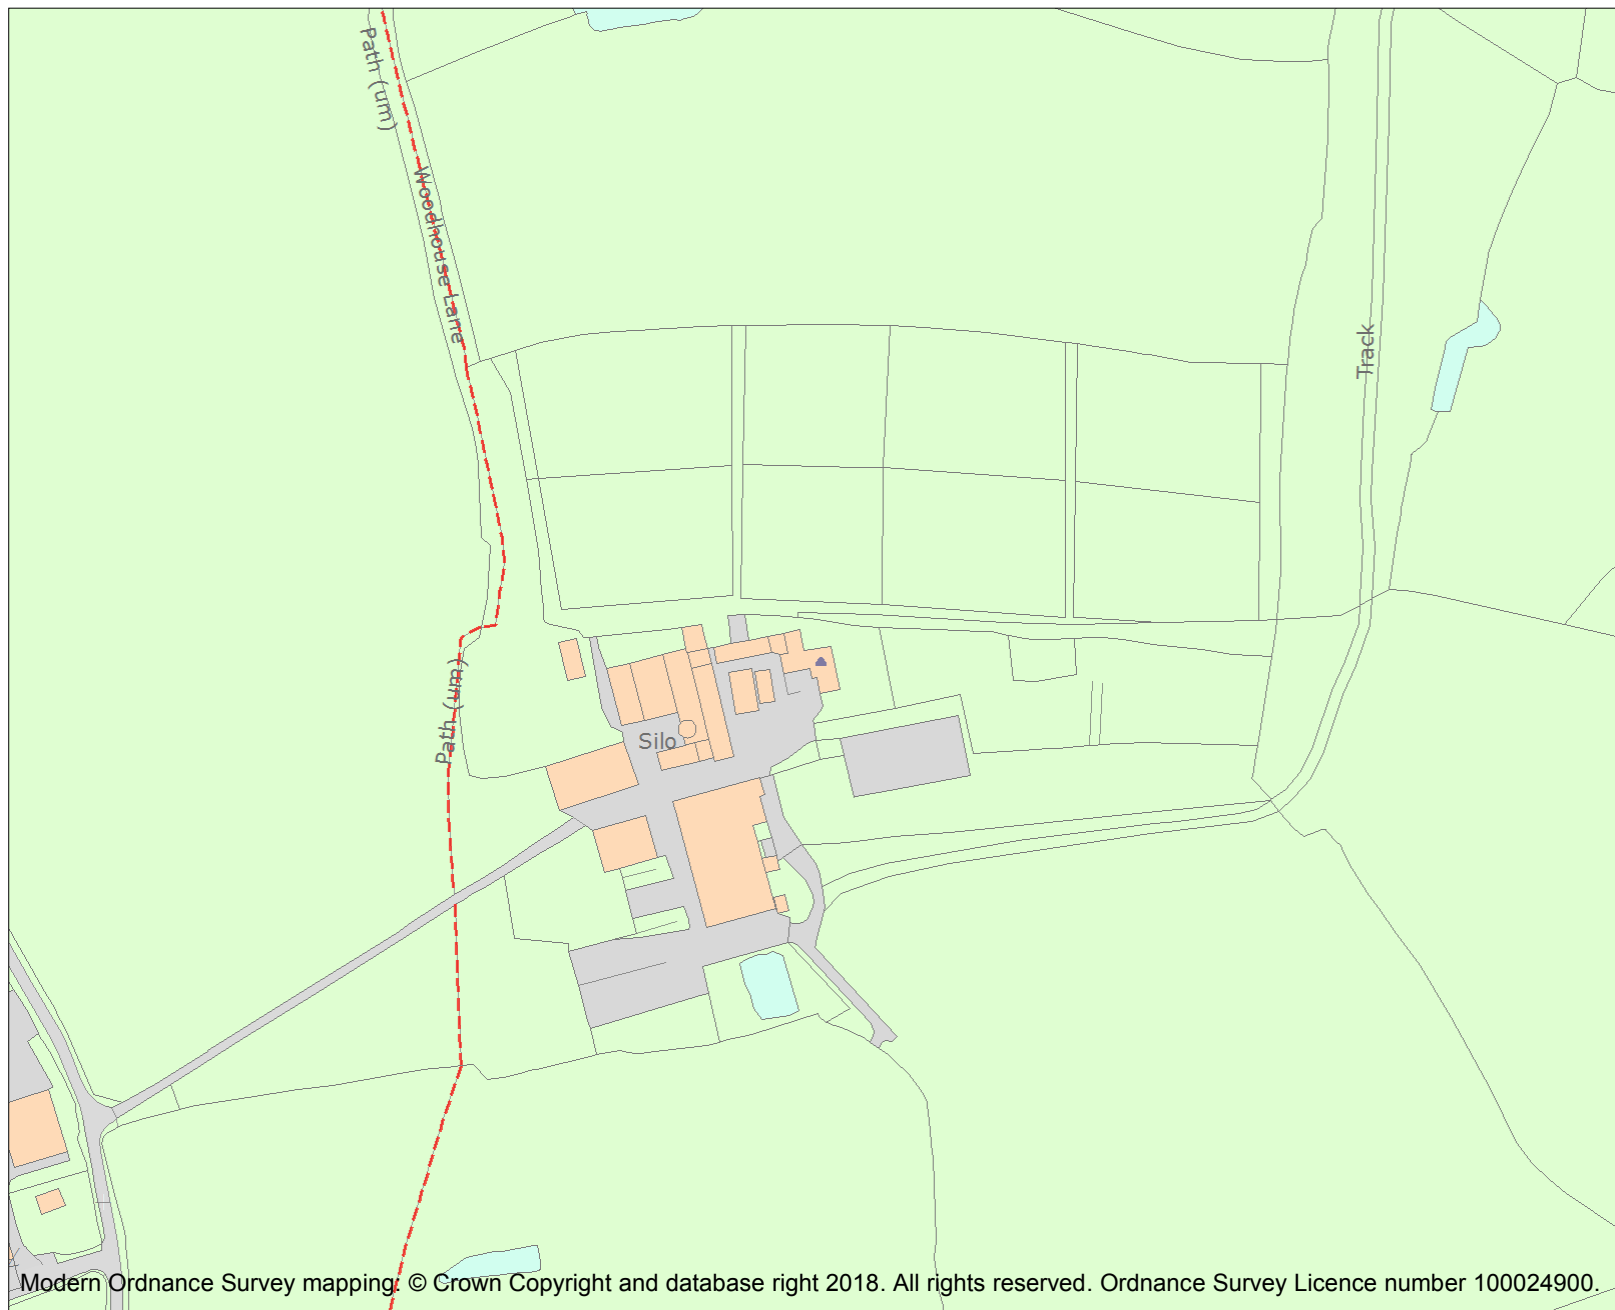 Path (um)
Woodhouse Lane
Track
Path (um)
Silo
Modern Ordnance Survey mapping: © Crown Copyright and database right 2018. All rights reserved. Ordnance Survey Licence number 100024900.